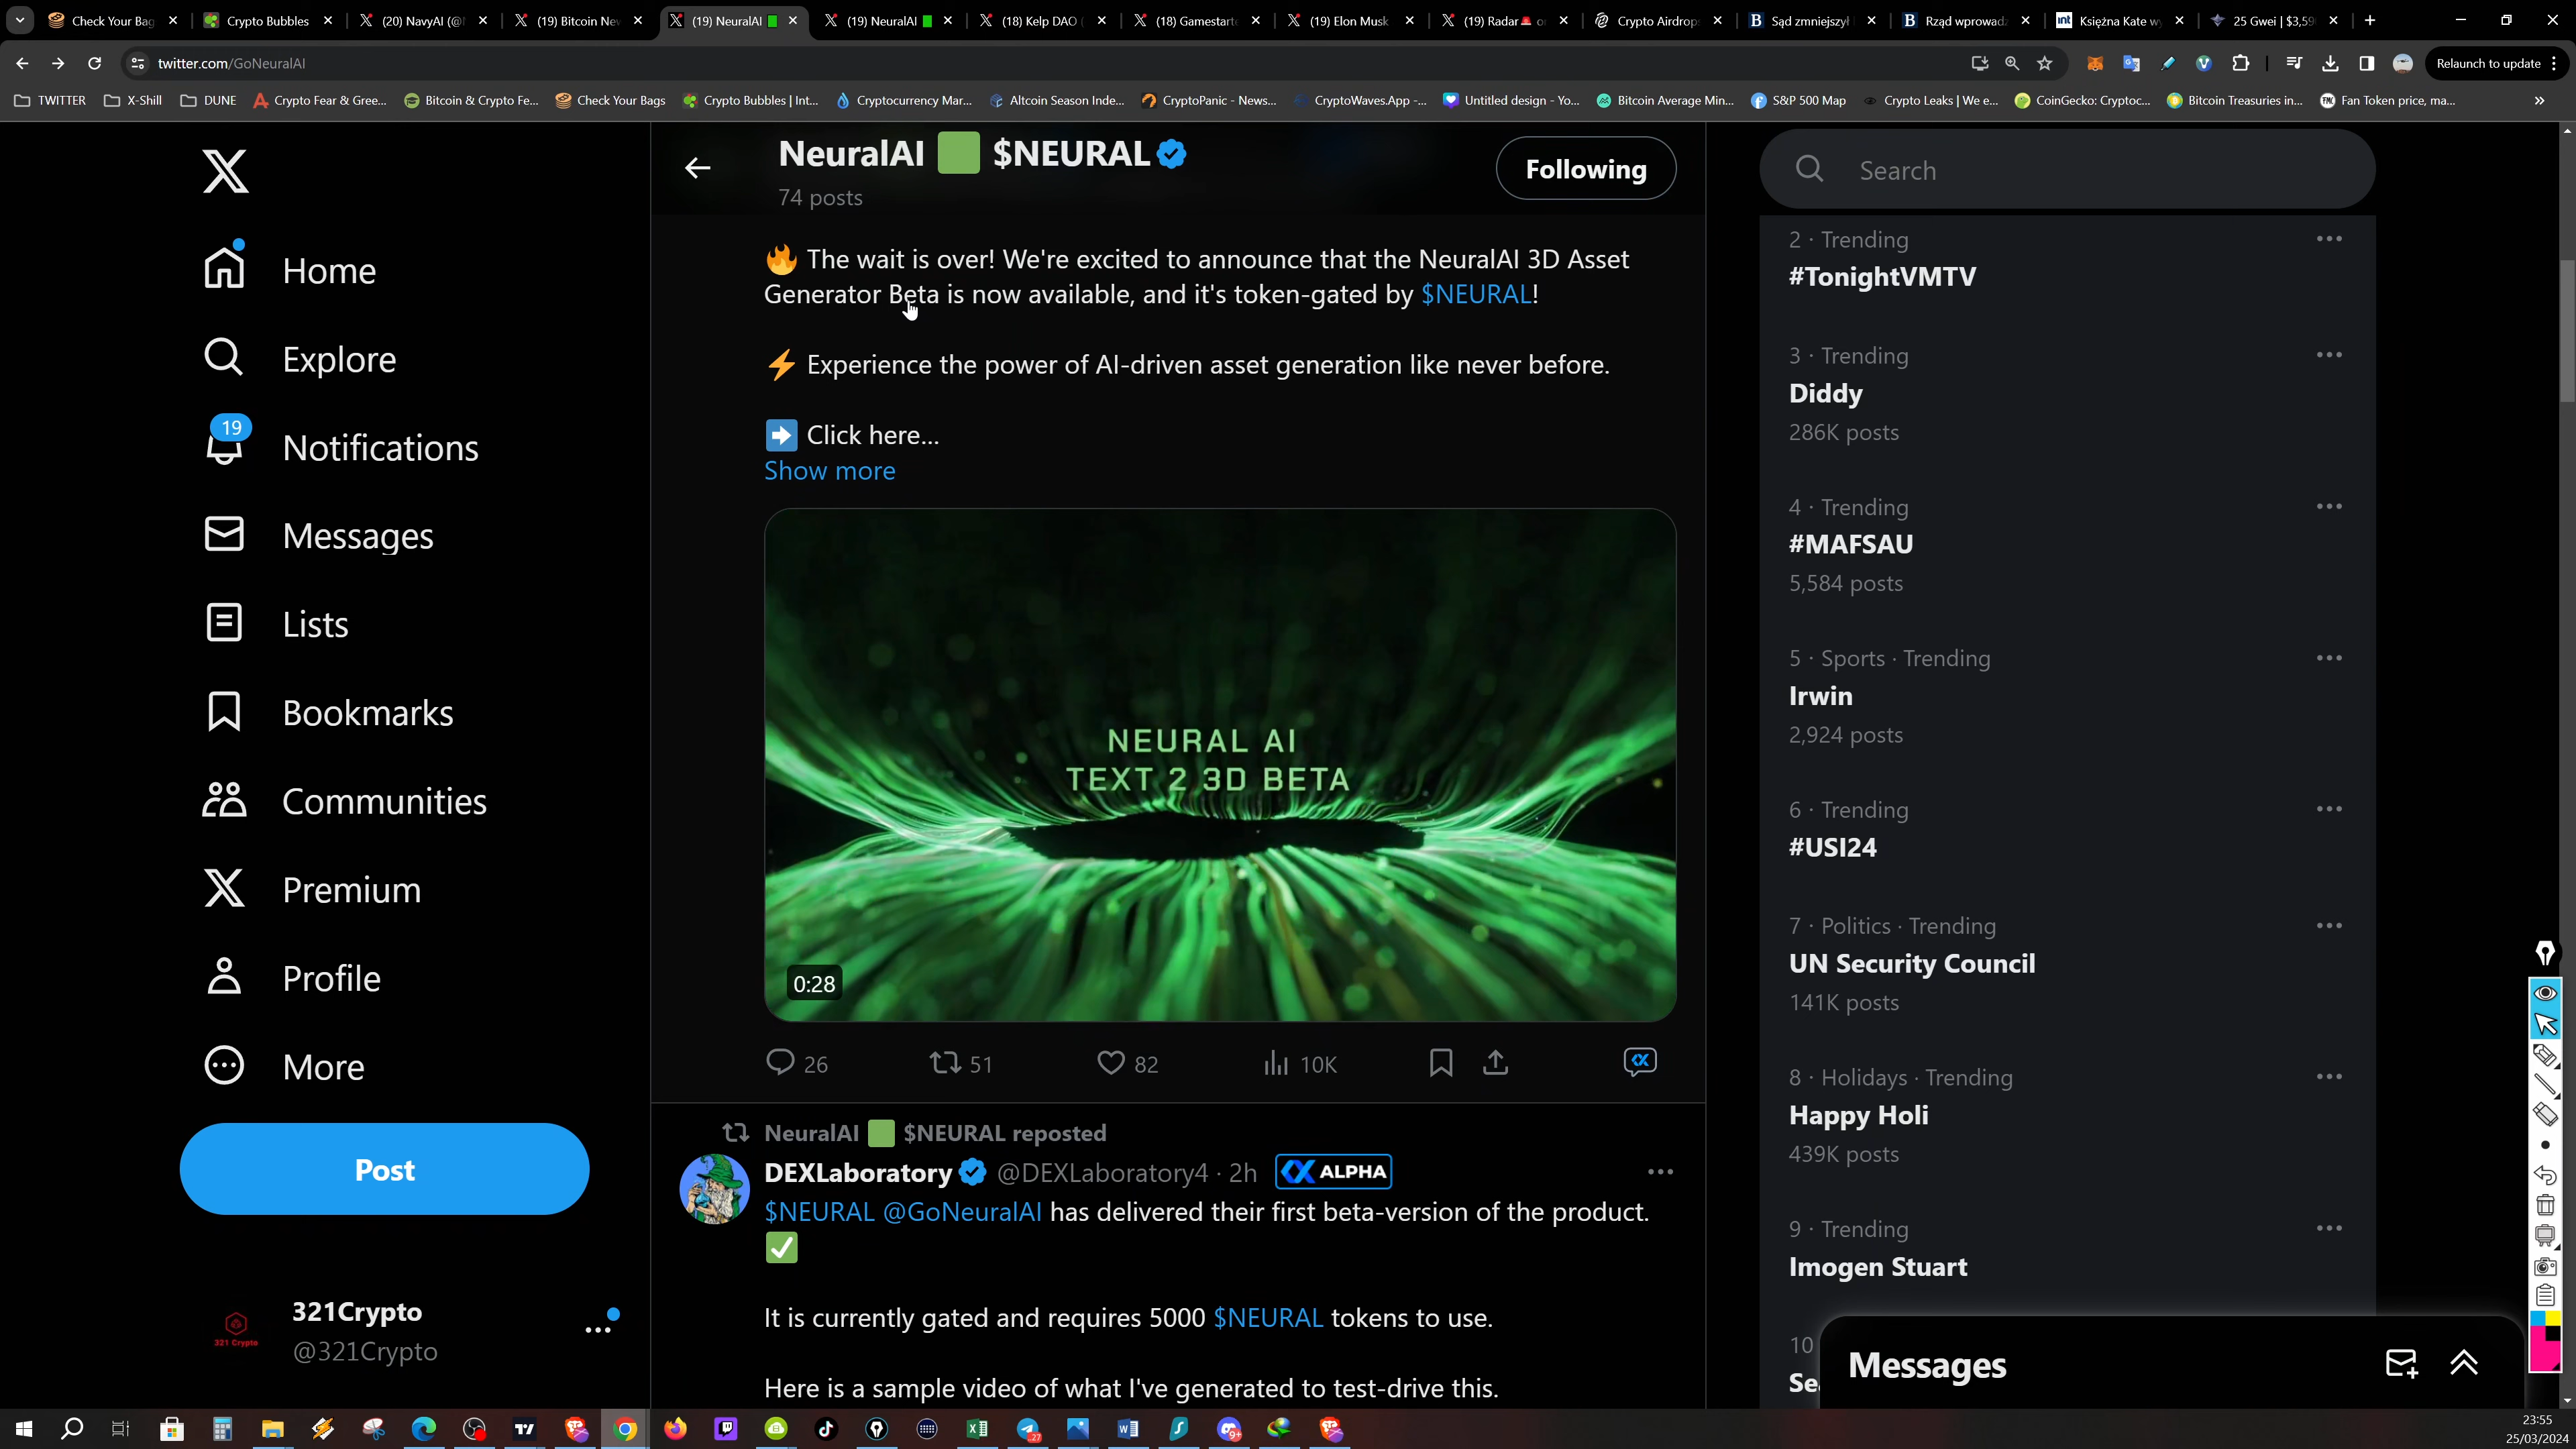 Check Your Bag
Crypto Bubbles
(20) NavyAI (@
(19) Bitcoin Ne
(19) NeuralAI
(19) NeuralAI
(18) Kelp DAO
(18) Gamestart
(19) Elon Musk
(19) Radar
Crypto Airdrop
Sąd zmniejszył
Rząd wprowadz
int
Księżna Kate w
25 Gwei | $3,59
twitter.com/GoNeuralAI
Relaunch to update
TWITTER
X-Shill
DUNE
Crypto Fear & Gree...
Bitcoin & Crypto Fe...
Check Your Bags
Crypto Bubbles | Int...
Cryptocurrency Mar...
Altcoin Season Inde...
CryptoPanic - News...
CryptoWaves.App -...
Untitled design - Yo...
Bitcoin Average Min...
S&P 500 Map
Crypto Leaks | We e...
CoinGecko: Cryptoc...
Bitcoin Treasuries in...
Fan Token price, ma...
Home
Explore
19
Notifications
Messages
Lists
Bookmarks
Communities
Premium
Profile
More
Post
321 Crypto
321Crypto
@321Crypto
NeuralAI 🟩 $NEURAL
74 posts
Following
🔥 The wait is over! We're excited to announce that the NeuralAI 3D Asset
Generator Beta is now available, and it's token-gated by $NEURAL!
⚡ Experience the power of AI-driven asset generation like never before.
➡️ Click here...
Show more
NEURAL AI
TEXT 2 3D BETA
0:28
26
51
82
10K
NeuralAI 🟩 $NEURAL reposted
DEXLaboratory @DEXLaboratory4 · 2h ALPHA
$NEURAL @GoNeuralAI has delivered their first beta-version of the product.
✅
It is currently gated and requires 5000 $NEURAL tokens to use.
Here is a sample video of what I've generated to test-drive this.
Search
2 · Trending
#TonightVMTV
3 · Trending
Diddy
286K posts
4 · Trending
#MAFSAU
5,584 posts
5 · Sports · Trending
Irwin
2,924 posts
6 · Trending
#USI24
7 · Politics · Trending
UN Security Council
141K posts
8 · Holidays · Trending
Happy Holi
439K posts
9 · Trending
Imogen Stuart
10
Messages
23:55
25/03/2024